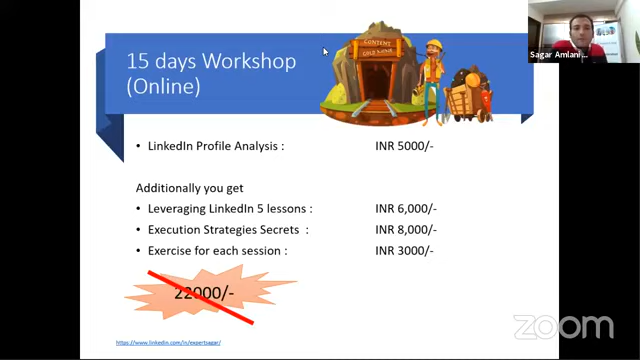 15 days Workshop
(Online)
CONTENT
GOLD MINE
Sagar Amlani ...
• LinkedIn Profile Analysis : INR 5000/-
Additionally you get
• Leveraging LinkedIn 5 lessons : INR 6,000/-
• Execution Strategies Secrets : INR 8,000/-
• Exercise for each session : INR 3000/-
22000/-
https://www.linkedin.com/in/expertsagar/
zoom